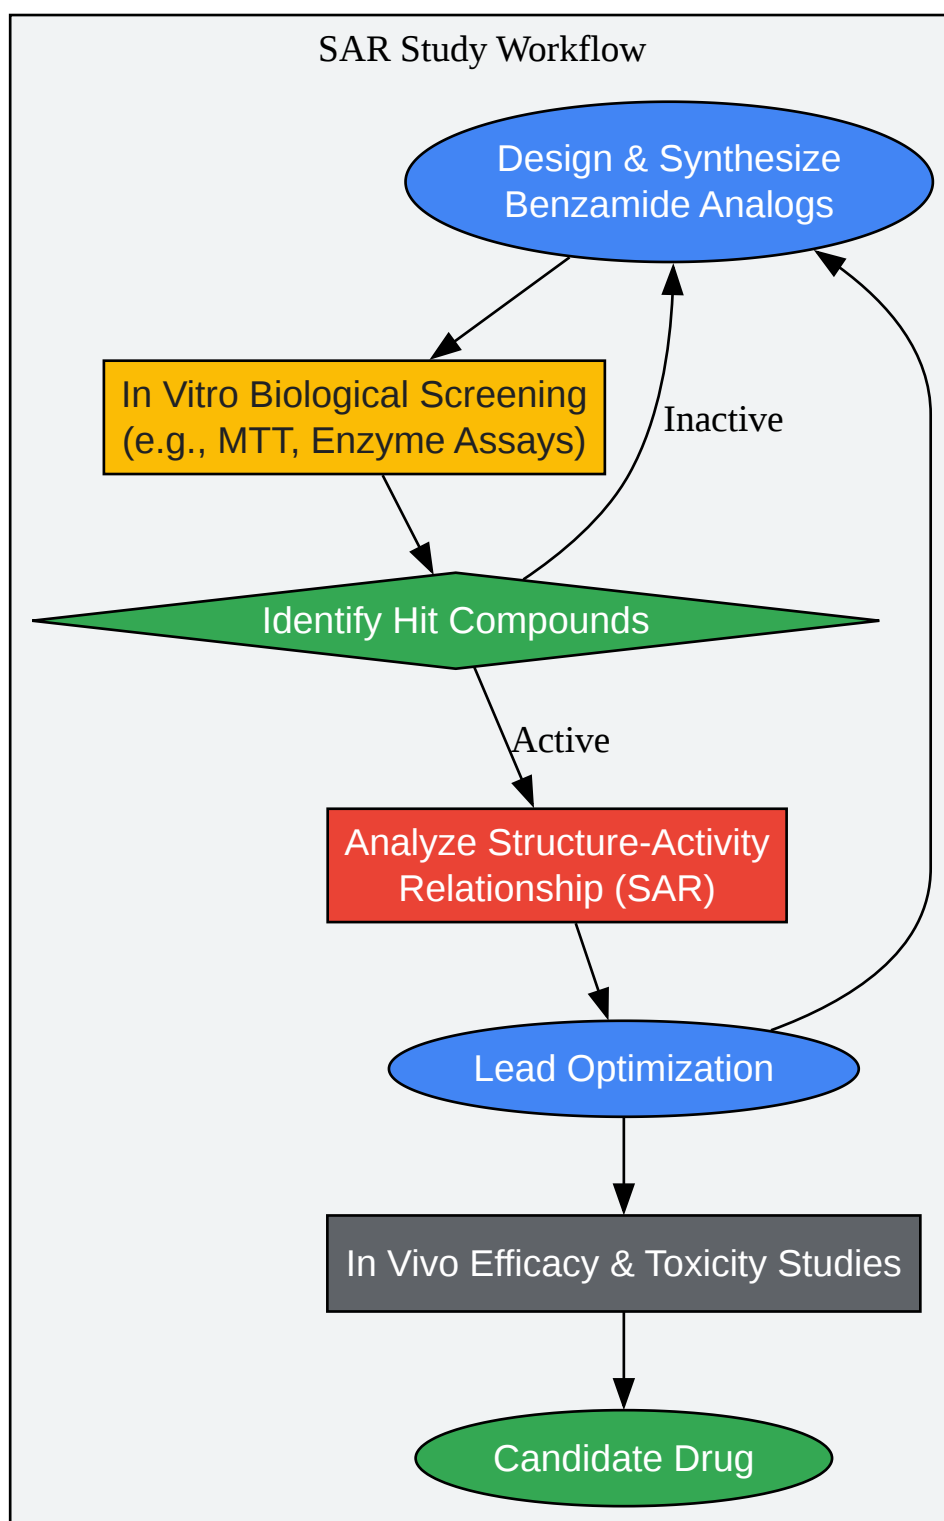 SAR Study Workflow
Design & Synthesize
Benzamide Analogs
In Vitro Biological Screening
(e.g., MTT, Enzyme Assays)
Inactive
Identify Hit Compounds
Active
Analyze Structure-Activity
Relationship (SAR)
Lead Optimization
In Vivo Efficacy & Toxicity Studies
Candidate Drug